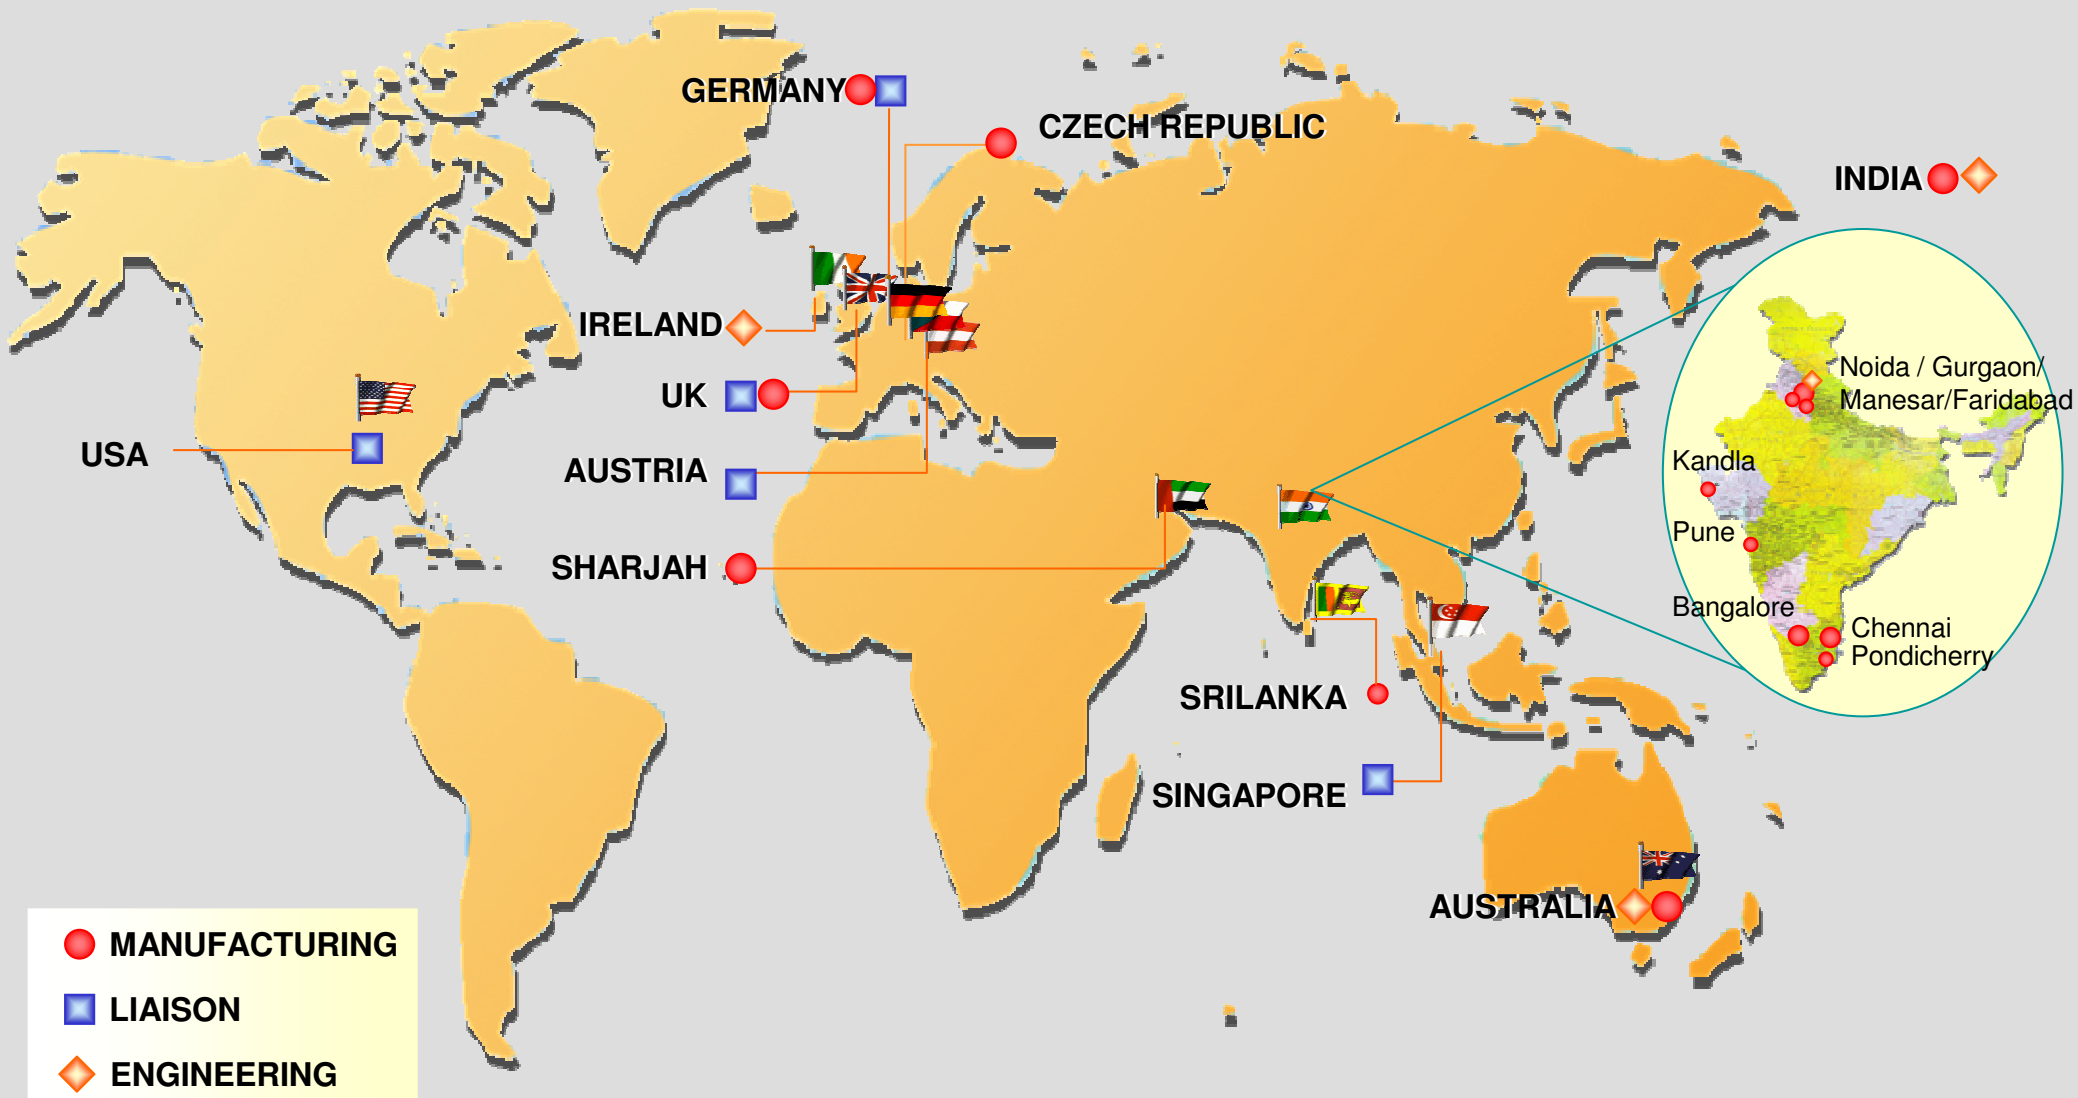 GERMANY
CZECH REPUBLIC
INDIA
IRELAND
UK
USA
AUSTRIA
SHARJAH
SRILANKA
SINGAPORE
AUSTRALIA
Noida / Gurgaon/
Manesar/Faridabad
Kandla
Pune
Bangalore
Chennai
Pondicherry
MANUFACTURING
LIAISON
ENGINEERING